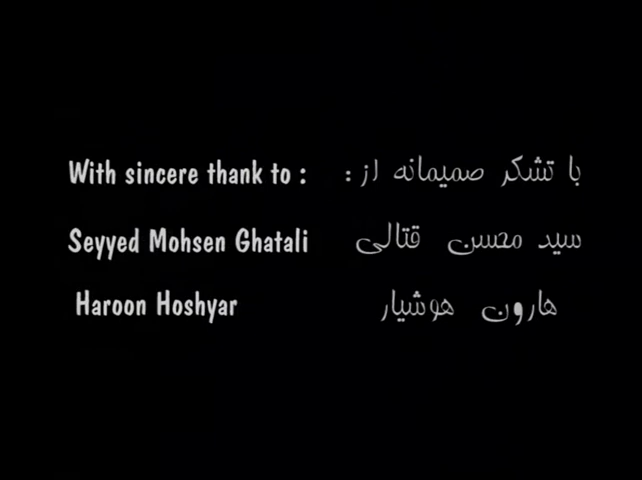 With sincere thank to : با تشکر صمیمانه از :
Seyyed Mohsen Ghatali سید محسن قتالی
Haroon Hoshyar هارون هوشیار